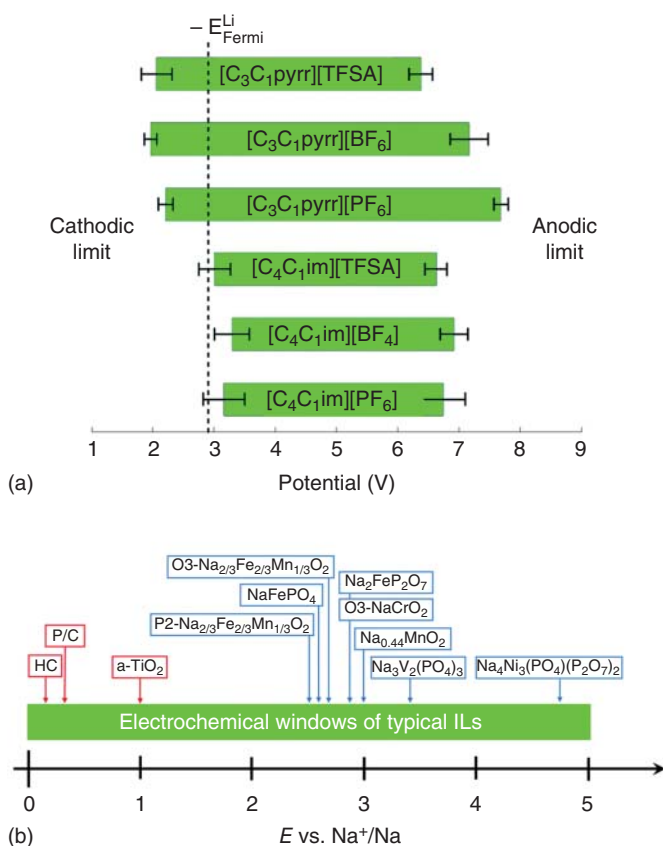 – E^Li_Fermi
[C₃C₁pyrr][TFSA]
[C₃C₁pyrr][BF₆]
[C₃C₁pyrr][PF₆]
Cathodic limit
Anodic limit
[C₄C₁im][TFSA]
[C₄C₁im][BF₄]
[C₄C₁im][PF₆]
1 2 3 4 5 6 7 8 9
(a) Potential (V)
O3-Na₂/₃Fe₂/₃Mn₁/₃O₂
Na₂FeP₂O₇
NaFePO₄
O3-NaCrO₂
P/C
P2-Na₂/₃Fe₂/₃Mn₁/₃O₂
Na₀.₄₄MnO₂
HC
a-TiO₂
Na₃V₂(PO₄)₃
Na₄Ni₃(PO₄)(P₂O₇)₂
Electrochemical windows of typical ILs
0 1 2 3 4 5
(b) E vs. Na⁺/Na